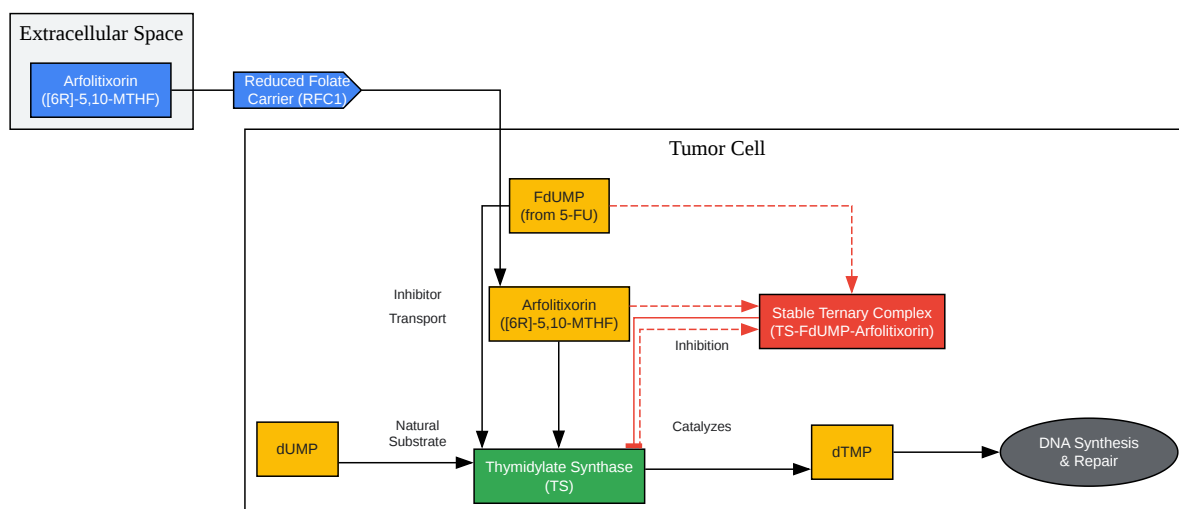 Extracellular Space
Arfolitixorin
([6R]-5,10-MTHF)
Reduced Folate
Carrier (RFC1)
Tumor Cell
FdUMP
(from 5-FU)
Inhibitor
Transport
Arfolitixorin
([6R]-5,10-MTHF)
Stable Ternary Complex
(TS-FdUMP-Arfolitixorin)
Inhibition
Natural
Substrate
Catalyzes
dUMP
Thymidylate Synthase
(TS)
dTMP
DNA Synthesis
& Repair